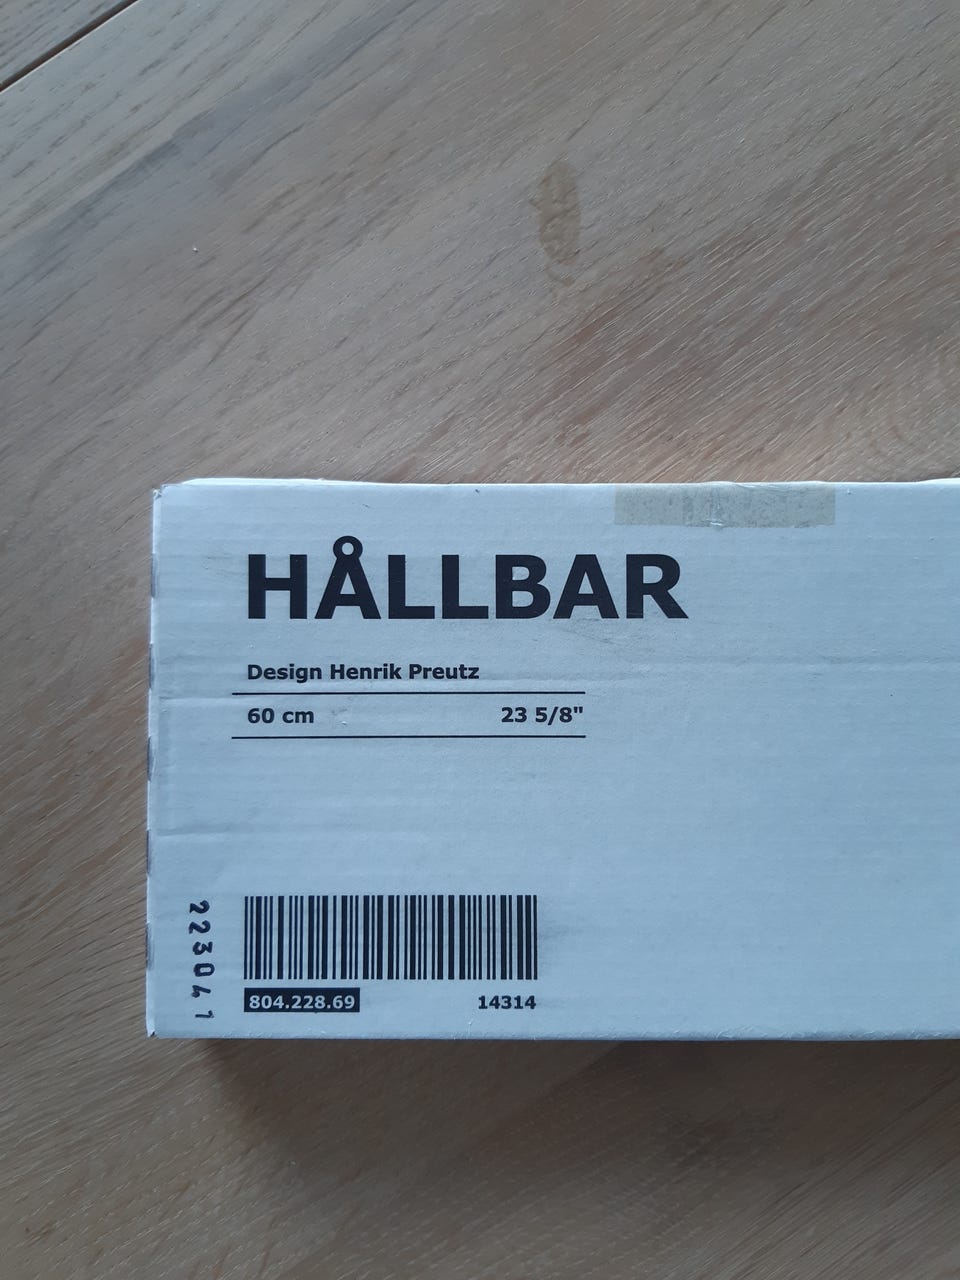 HÅLLBAR
Design Henrik Preutz
60 cm 23 5/8"
223041
804.228.69 14314